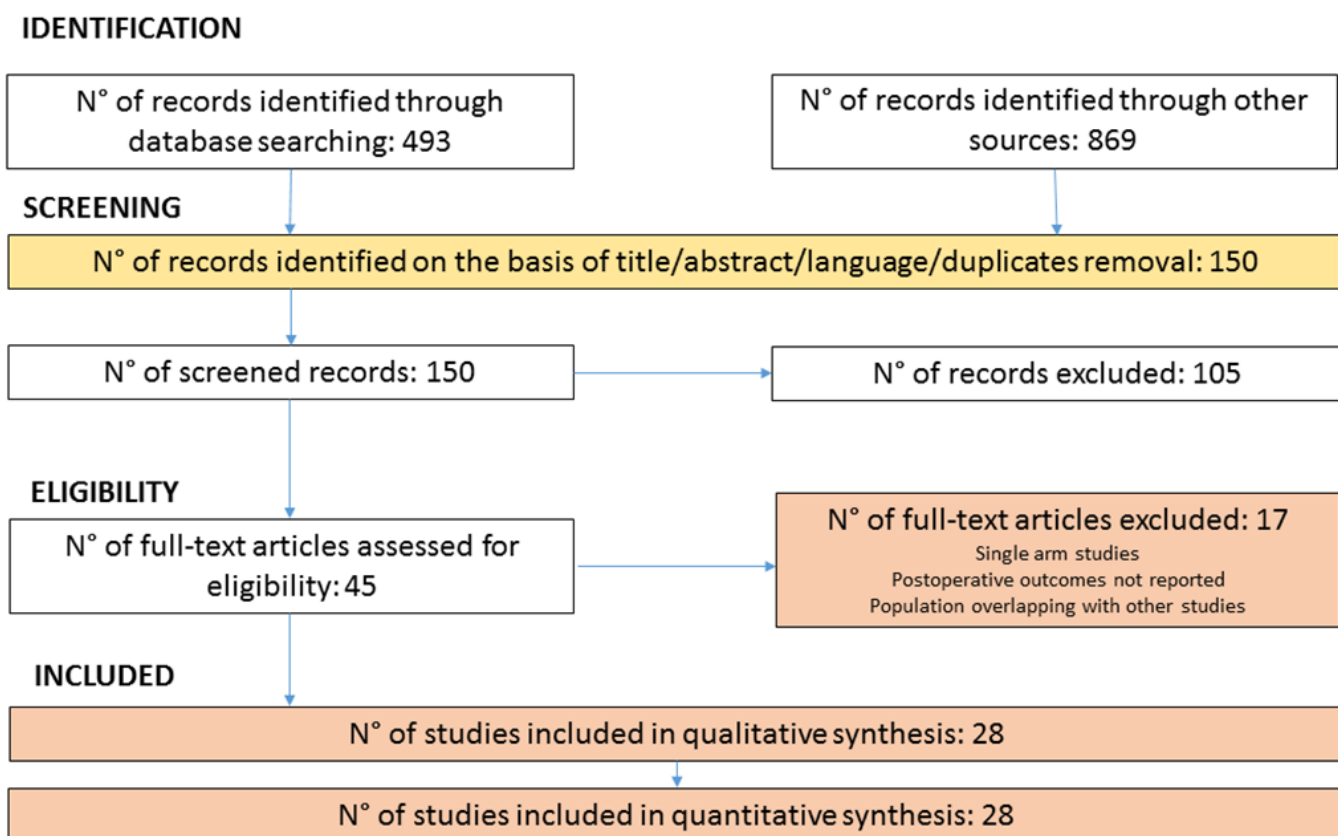 IDENTIFICATION
N° of records identified through
database searching: 493
N° of records identified through other
sources: 869
SCREENING
N° of records identified on the basis of title/abstract/language/duplicates removal: 150
N° of screened records: 150
N° of records excluded: 105
ELIGIBILITY
N° of full-text articles assessed for
eligibility: 45
N° of full-text articles excluded: 17
Single arm studies
Postoperative outcomes not reported
Population overlapping with other studies
INCLUDED
N° of studies included in qualitative synthesis: 28
N° of studies included in quantitative synthesis: 28